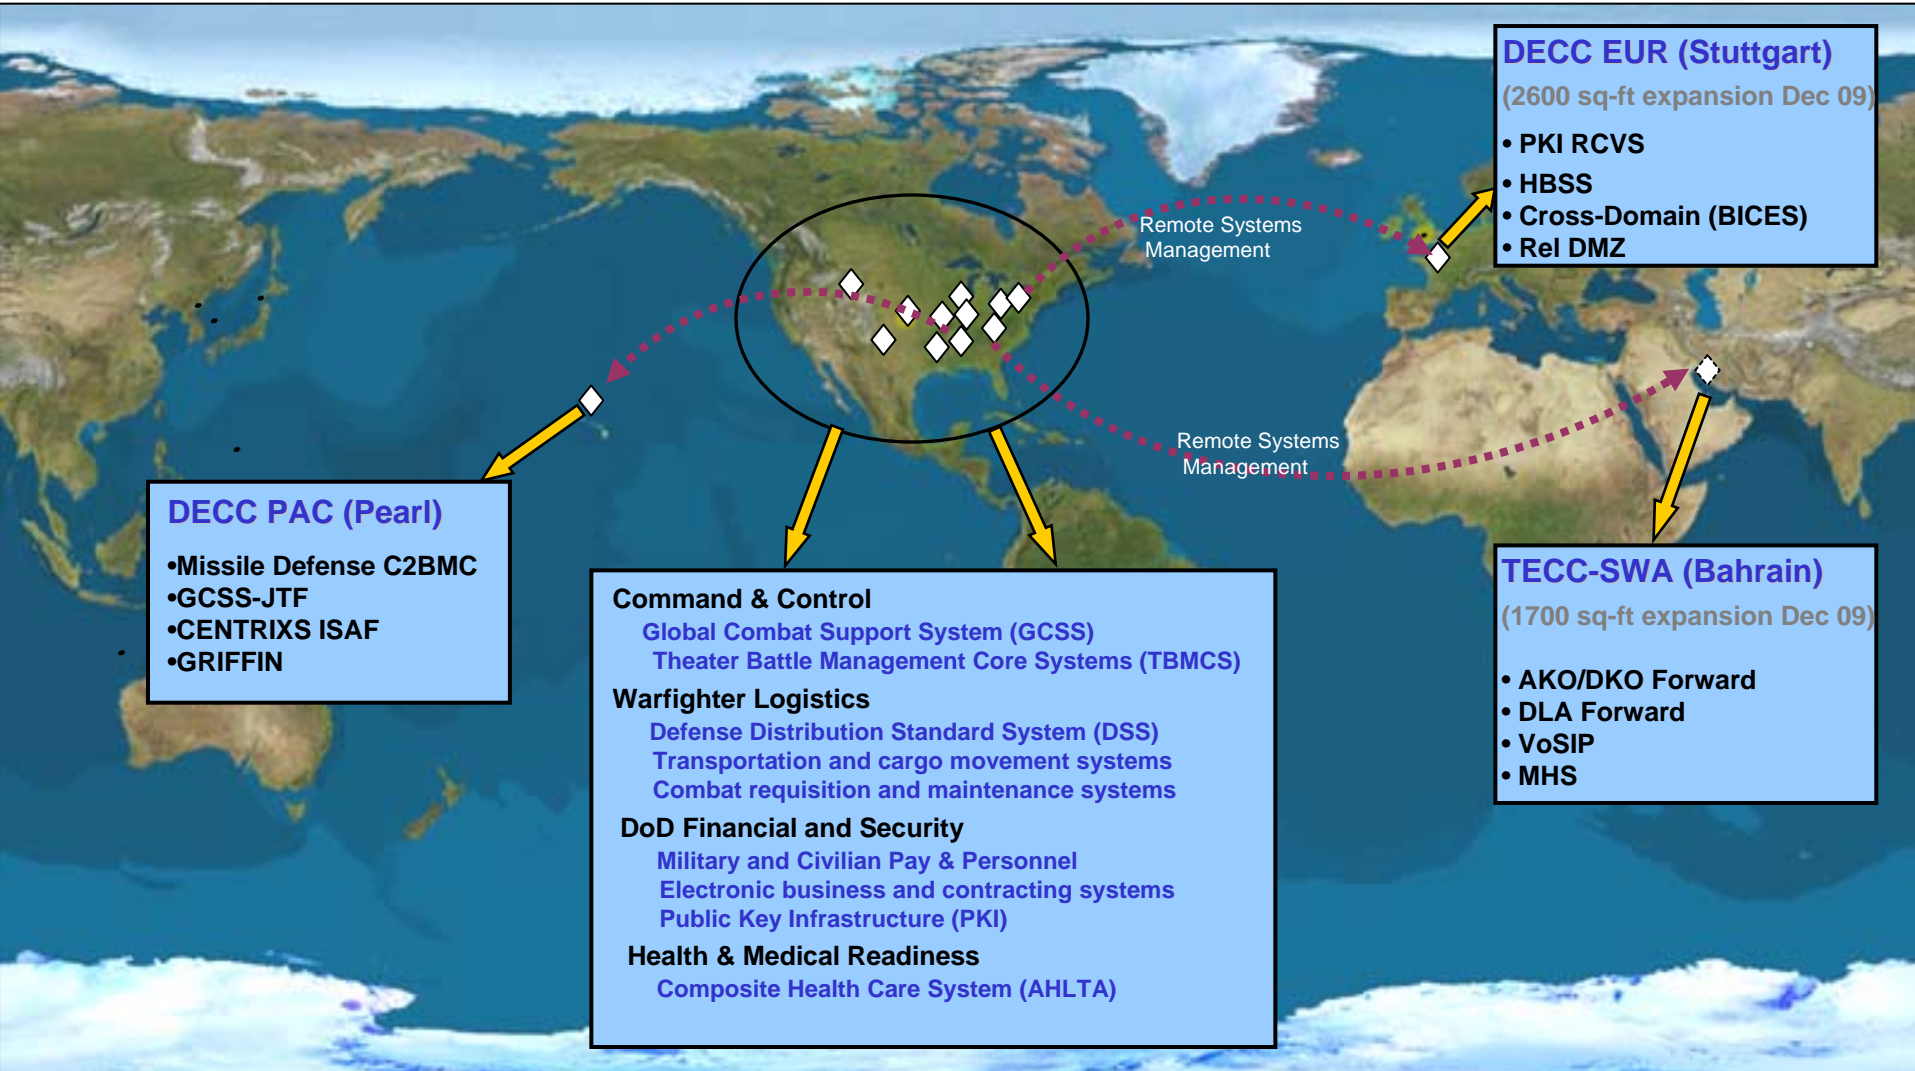 DECC EUR (Stuttgart)
(2600 sq-ft expansion Dec 09)
• PKI RCVS
• HBSS
• Cross-Domain (BICES)
• Rel DMZ
Remote Systems
Management
Remote Systems
Management
DECC PAC (Pearl)
•Missile Defense C2BMC
•GCSS-JTF
•CENTRIXS ISAF
•GRIFFIN
Command & Control
Global Combat Support System (GCSS)
Theater Battle Management Core Systems (TBMCS)
Warfighter Logistics
Defense Distribution Standard System (DSS)
Transportation and cargo movement systems
Combat requisition and maintenance systems
DoD Financial and Security
Military and Civilian Pay & Personnel
Electronic business and contracting systems
Public Key Infrastructure (PKI)
Health & Medical Readiness
Composite Health Care System (AHLTA)
TECC-SWA (Bahrain)
(1700 sq-ft expansion Dec 09)
• AKO/DKO Forward
• DLA Forward
• VoSIP
• MHS